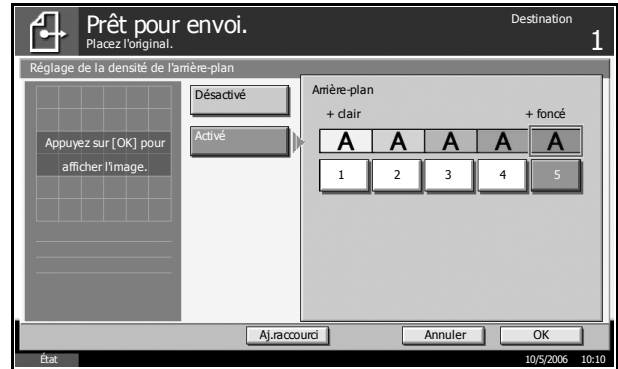 Prêt pour envoi.
Placez l'original.
Destination
1
Réglage de la densité de l'arrière-plan
Appuyez sur [OK] pour
afficher l'image.
Désactivé
Activé
Arrière-plan
+ clair + foncé
A A A A A
1 2 3 4 5
Aj.raccourci Annuler OK
État 10/5/2006 10:10